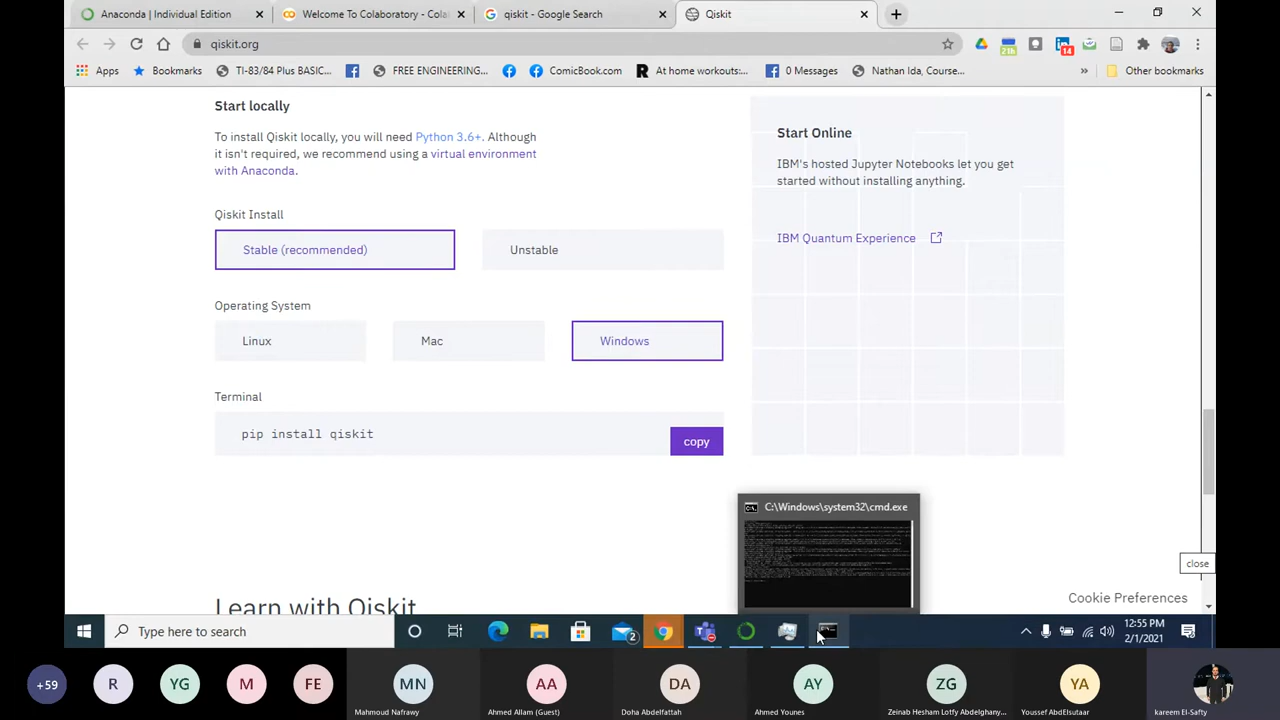 Anaconda | Individual Edition
Welcome To Colaboratory - Cola
qiskit - Google Search
Qiskit
qiskit.org
21h
14
Apps
Bookmarks
TI-83/84 Plus BASIC...
FREE ENGINEERING...
ComicBook.com
At home workouts:...
0 Messages
Nathan Ida, Course...
»
Other bookmarks
Start locally
To install Qiskit locally, you will need Python 3.6+. Although
it isn't required, we recommend using a virtual environment
with Anaconda.
Start Online
IBM's hosted Jupyter Notebooks let you get
started without installing anything.
IBM Quantum Experience
Qiskit Install
Stable (recommended)
Unstable
Operating System
Linux
Mac
Windows
Terminal
pip install qiskit
copy
C:\Windows\system32\cmd.exe
close
Learn with Qiskit
Cookie Preferences
Type here to search
2
12:55 PM
2/1/2021
+59
R
YG
M
FE
MN
AA
DA
AY
ZG
YA
Mahmoud Nafrawy
Ahmed Allam (Guest)
Doha Abdelfattah
Ahmed Younes
Zeinab Hesham Lotfy Abdelghany...
Youssef AbdElsutaar
kareem El-Safty